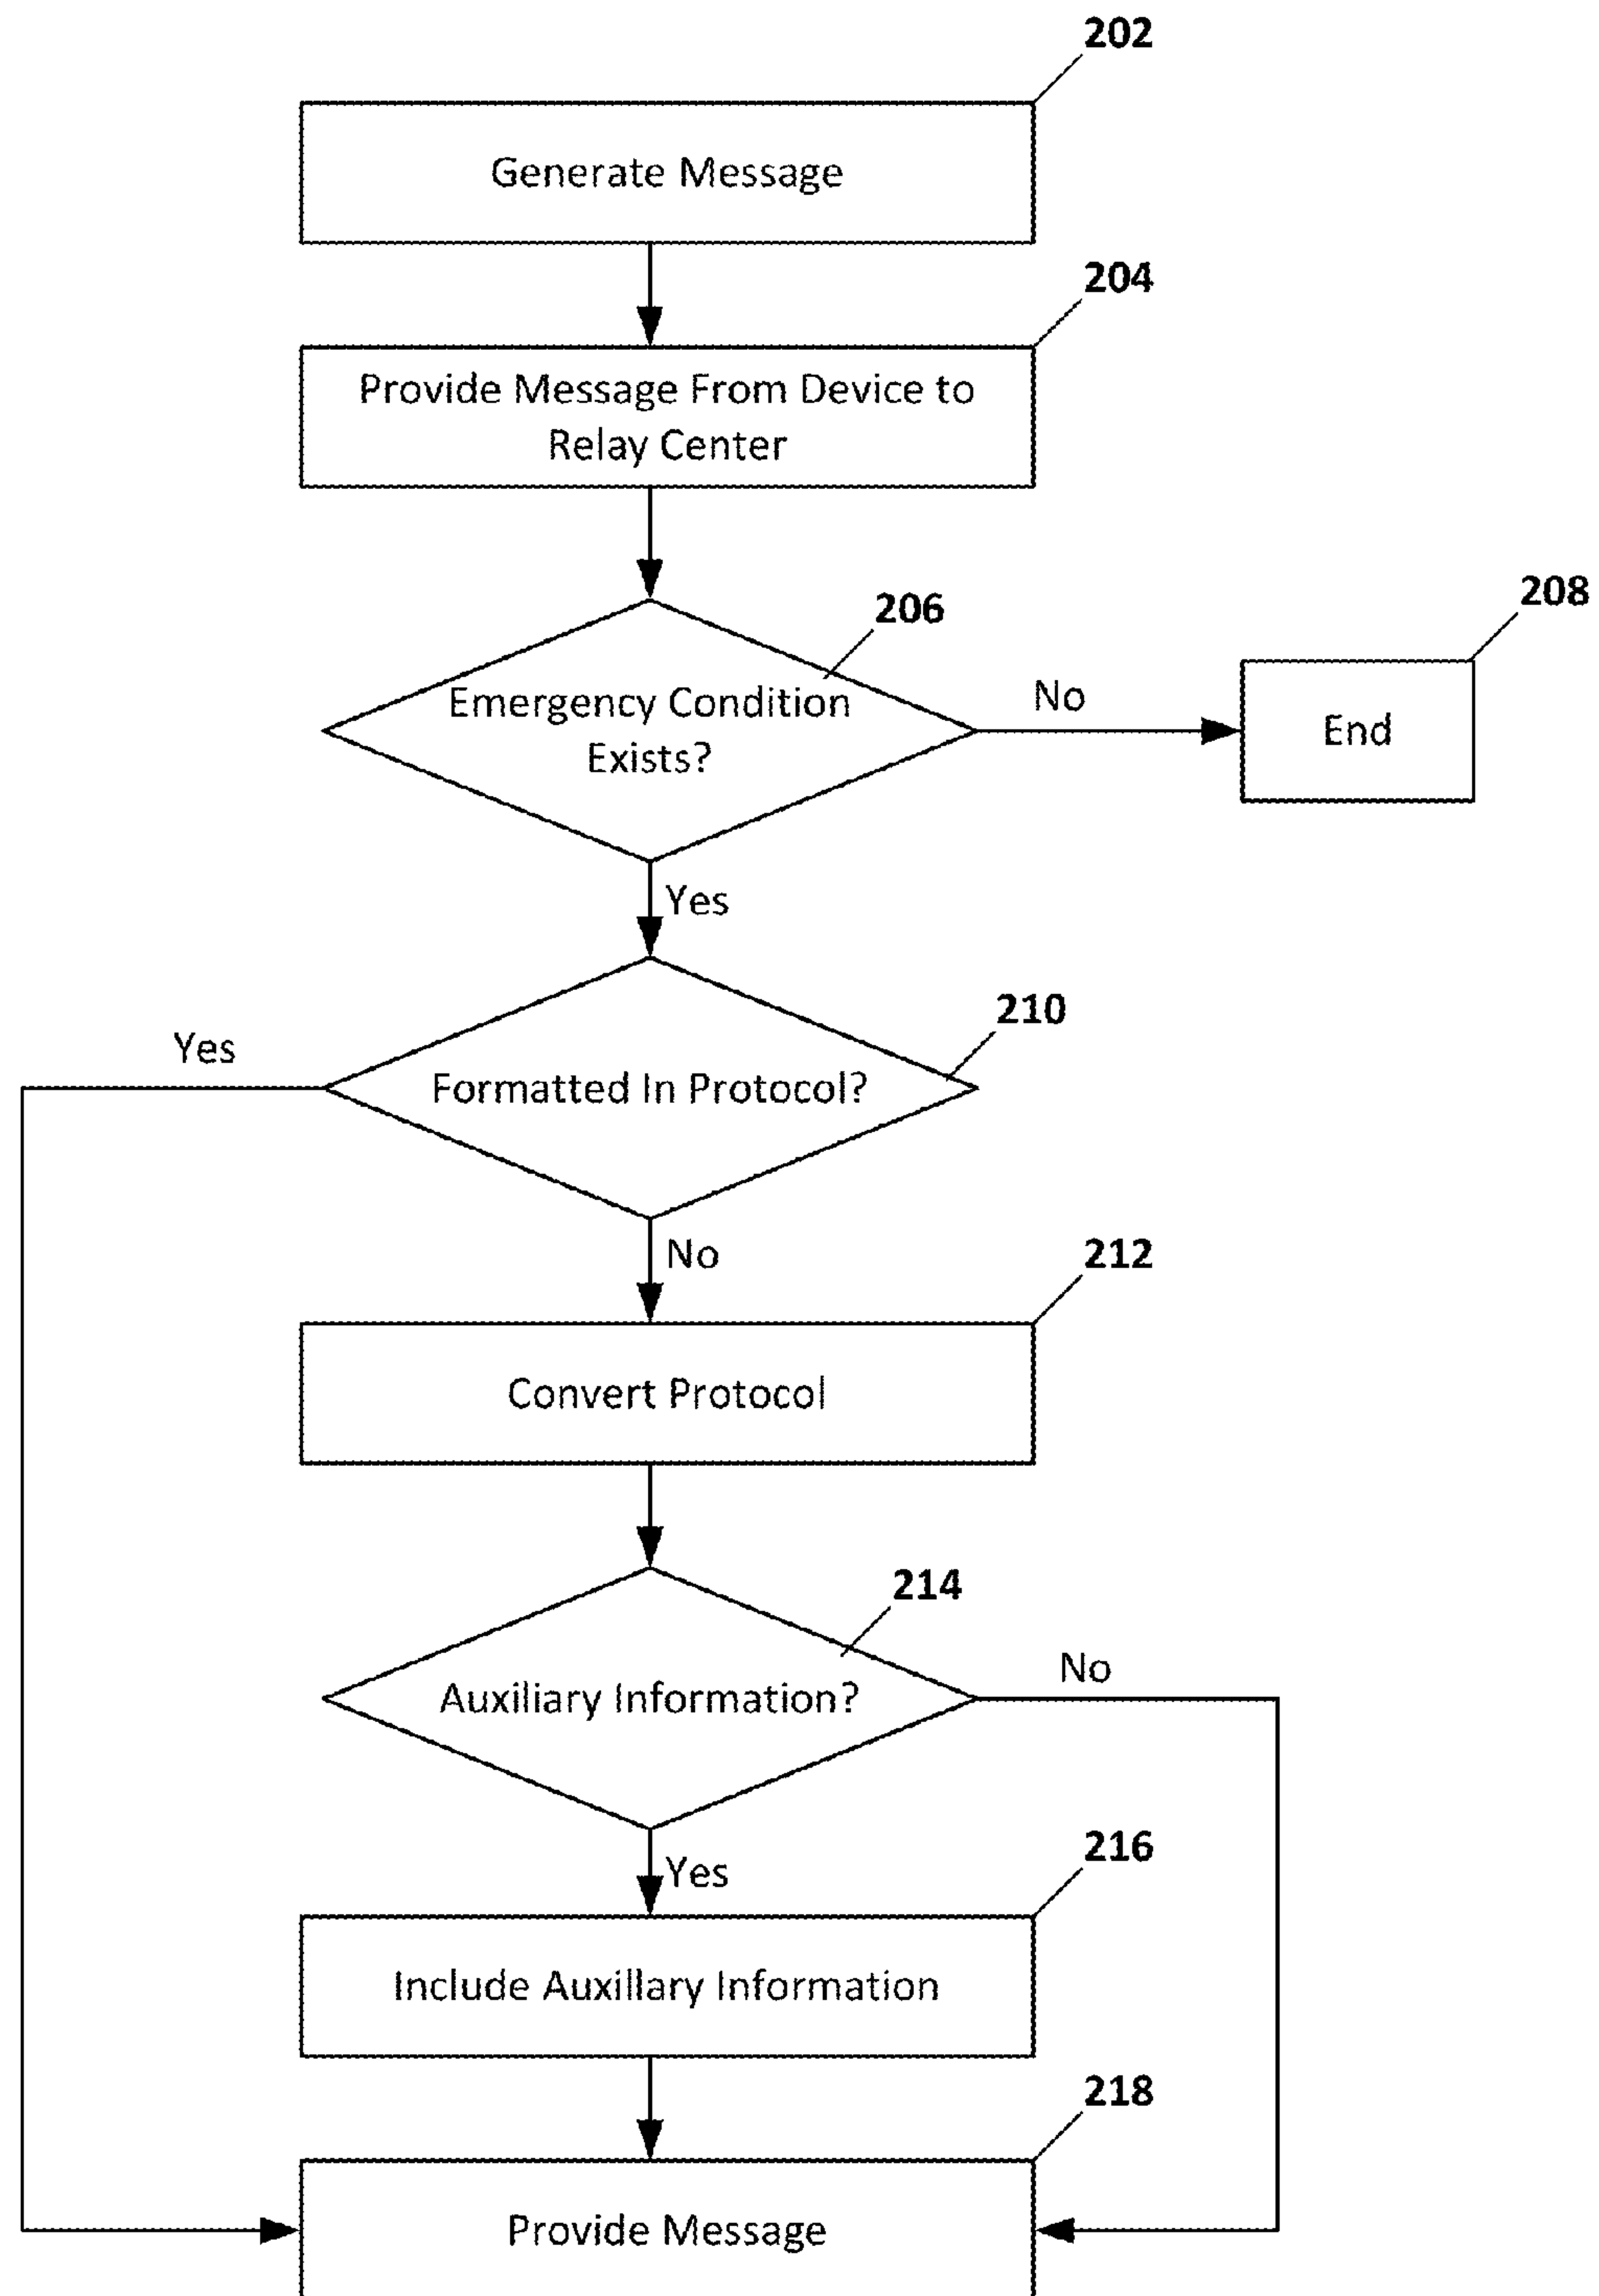 202
Generate Message
204
Provide Message From Device to
Relay Center
206
208
Emergency Condition
Exists?
No
End
Yes
210
Yes
Formatted In Protocol?
No
212
Convert Protocol
214
No
Auxiliary Information?
Yes
216
Include Auxillary Information
218
Provide Message